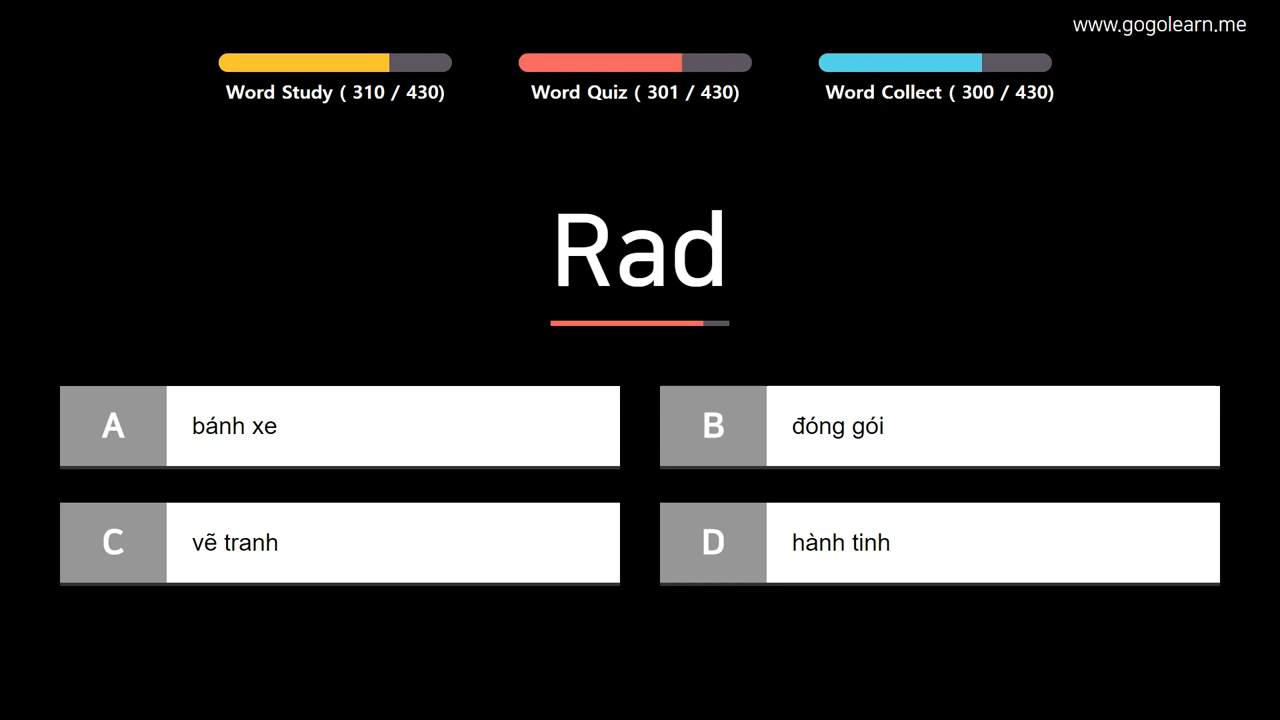 www.gogolearn.me
Word Study ( 310 / 430)
Word Quiz ( 301 / 430)
Word Collect ( 300 / 430)
Rad
A bánh xe
B đóng gói
C vẽ tranh
D hành tinh